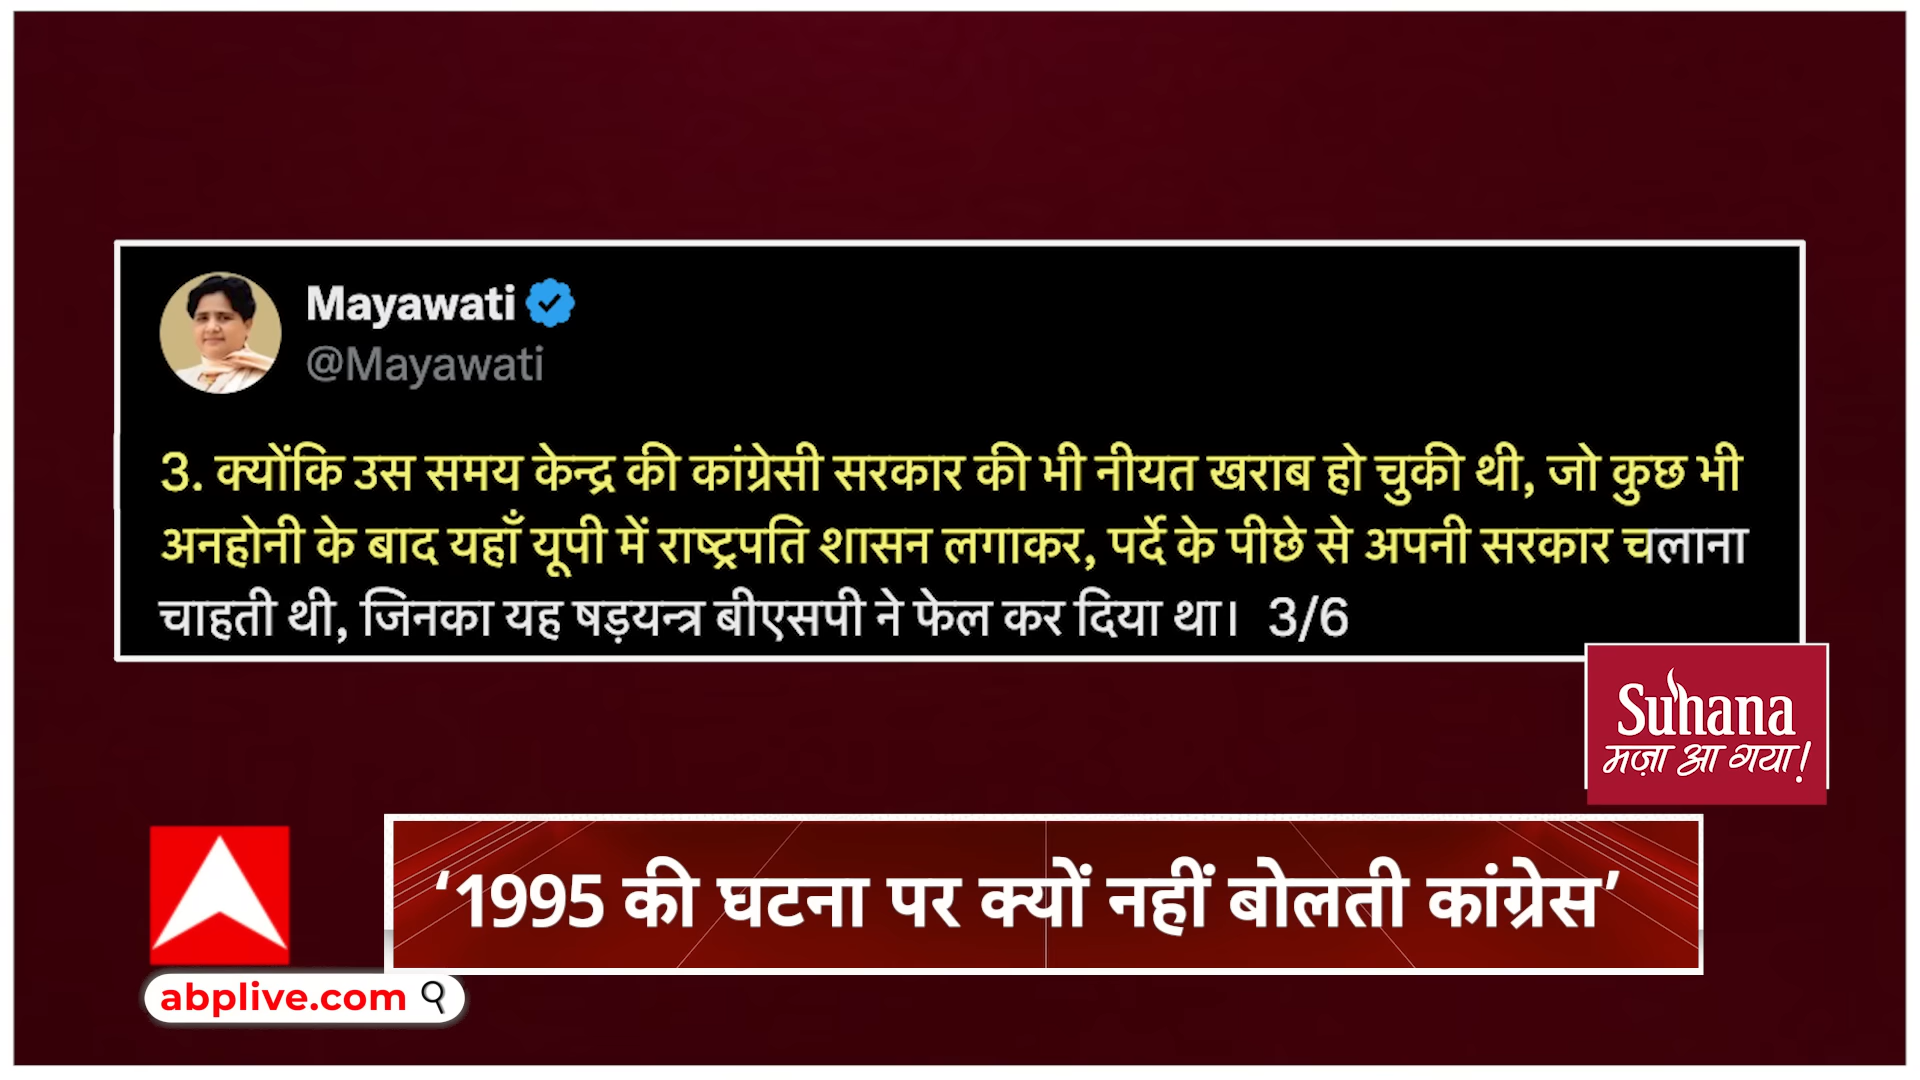 Mayawati
@Mayawati
3. क्योंकि उस समय केन्द्र की कांग्रेसी सरकार की भी नीयत खराब हो चुकी थी, जो कुछ भी
अनहोनी के बाद यहाँ यूपी में राष्ट्रपति शासन लगाकर, पर्दे के पीछे से अपनी सरकार चलाना
चाहती थी, जिनका यह षड़यन्त्र बीएसपी ने फेल कर दिया था। 3/6
Suhana
मज़ा आ गया!
‘1995 की घटना पर क्यों नहीं बोलती कांग्रेस’
abplive.com